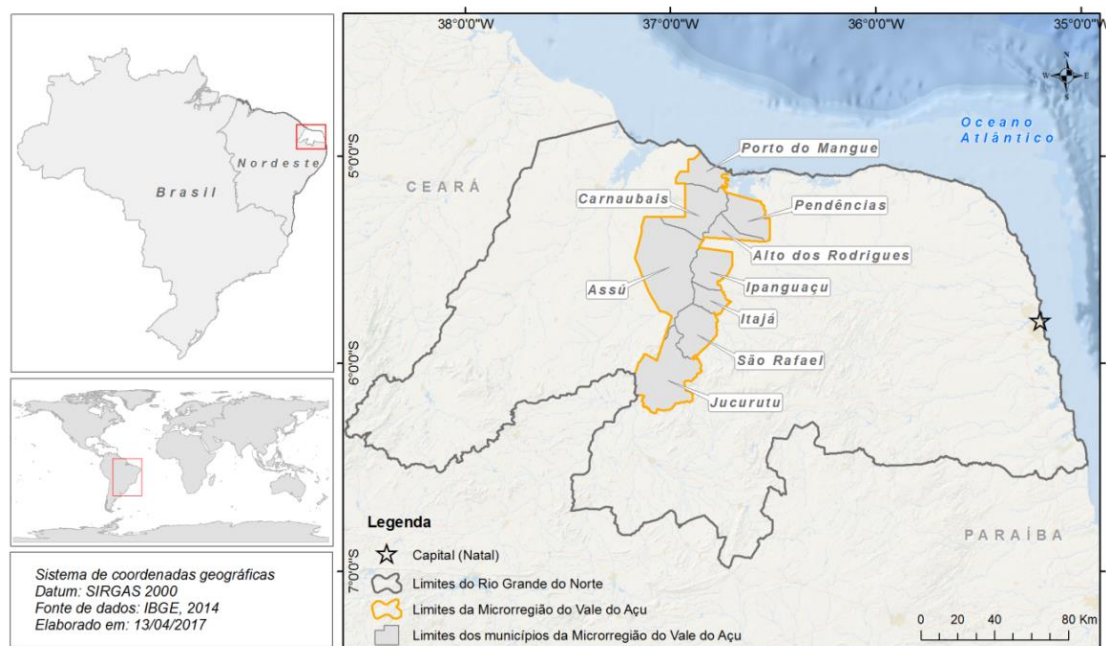 Brasil
Nordeste
Sistema de coordenadas geográficas
Datum: SIRGAS 2000
Fonte de dados: IBGE, 2014
Elaborado em: 13/04/2017
38°0'0"W
37°0'0"W
36°0'0"W
35°0'0"W
5°0'0"S
6°0'0"S
7°0'0"S
N
W
E
S
Oceano
Atlântico
CEARÁ
Porto do Mangue
Carnaubais
Pendências
Alto dos Rodrigues
Assú
Ipanguaçu
Itajá
São Rafael
Jucurutu
PARAÍBA
Legenda
Capital (Natal)
Limites do Rio Grande do Norte
Limites da Microrregião do Vale do Açu
Limites dos municípios da Microrregião do Vale do Açu
0 20 40 60 80 Km